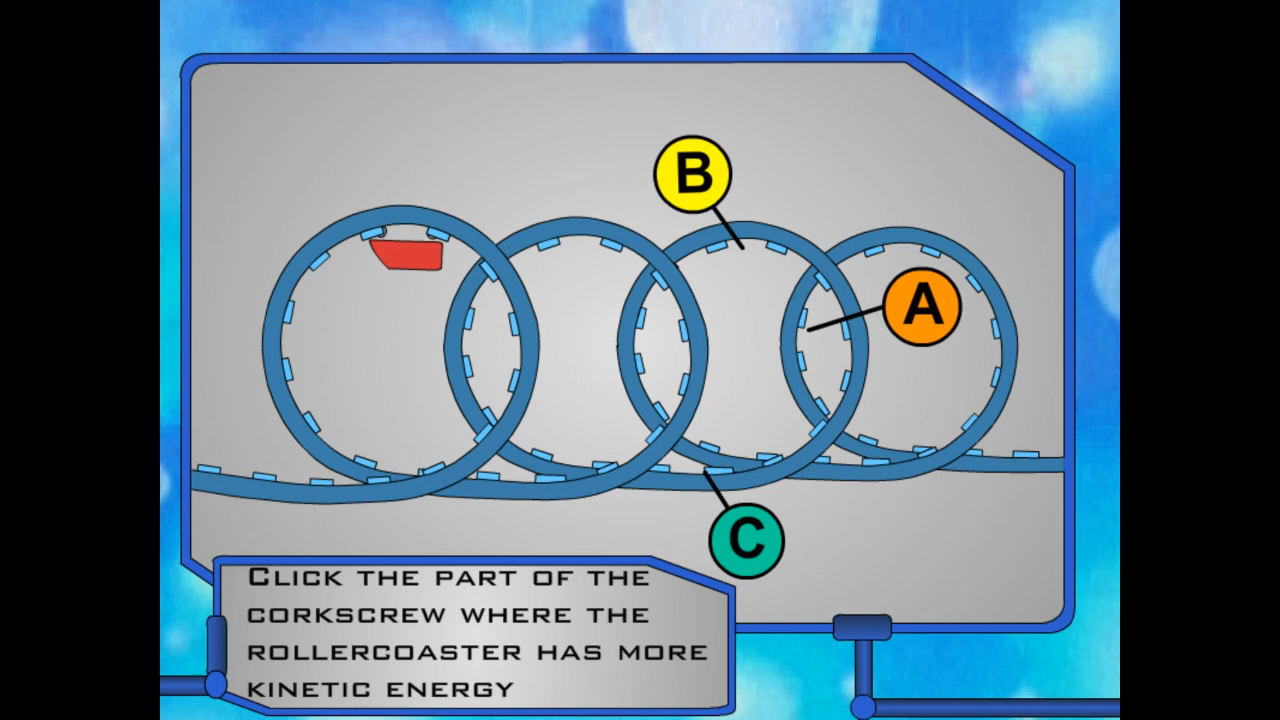 B
A
C
CLICK THE PART OF THE
CORKSCREW WHERE THE
ROLLERCOASTER HAS MORE
KINETIC ENERGY